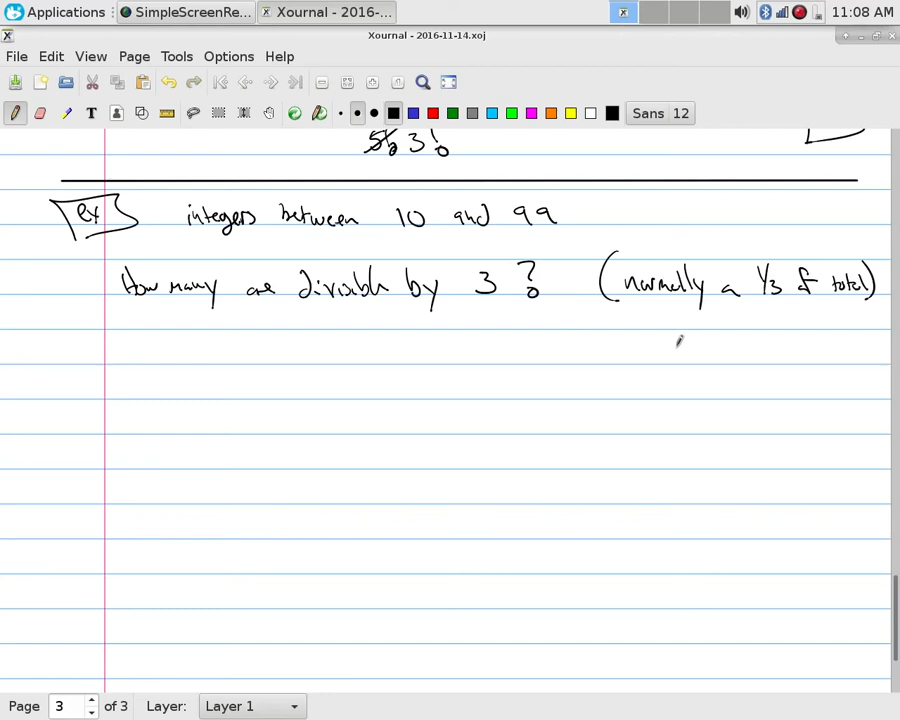 Applications SimpleScreenRe... Xournal - 2016-... 11:08 AM
Xournal - 2016-11-14.xoj
File Edit View Page Tools Options Help
T Sans 12
3!
ex integers between 10 and 99
How many are divisible by 3 ? (normally a 1/3 of total)
Page 3 of 3 Layer: Layer 1